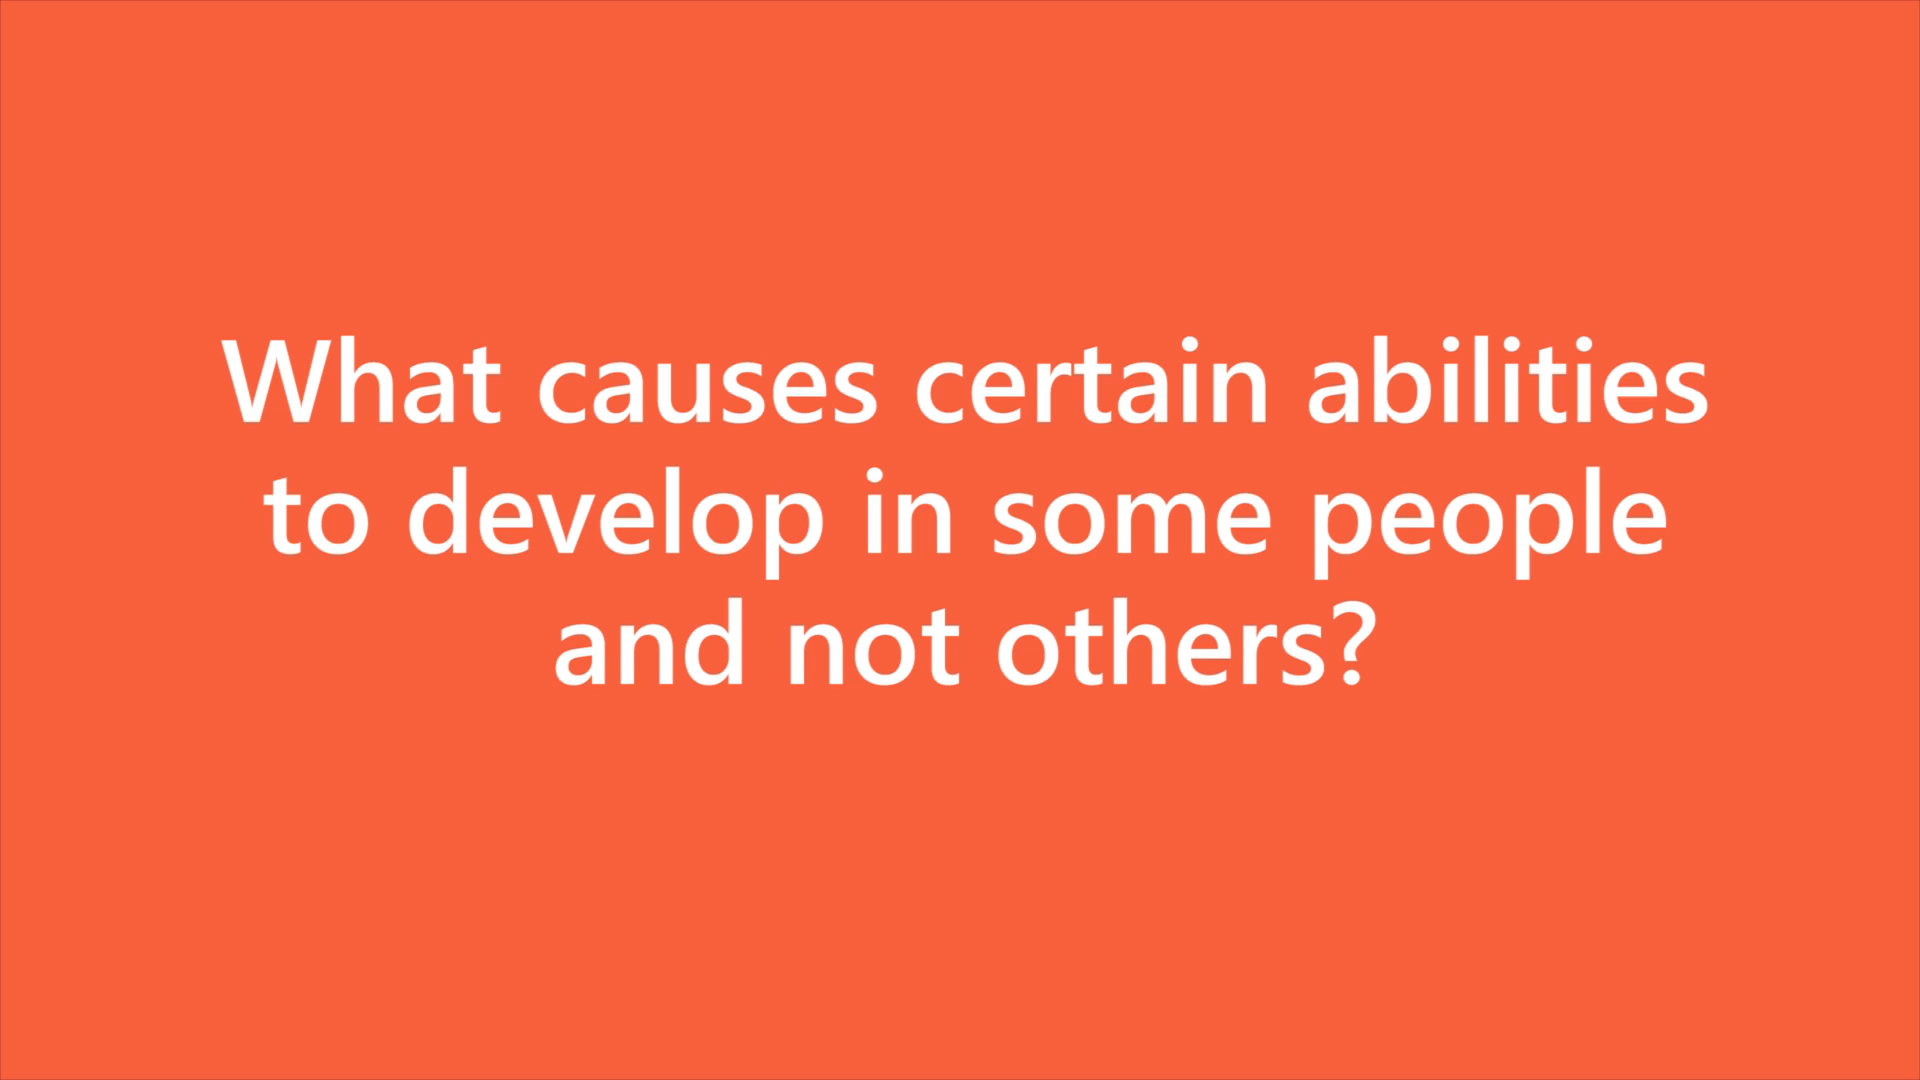 What causes certain abilities
to develop in some people
and not others?